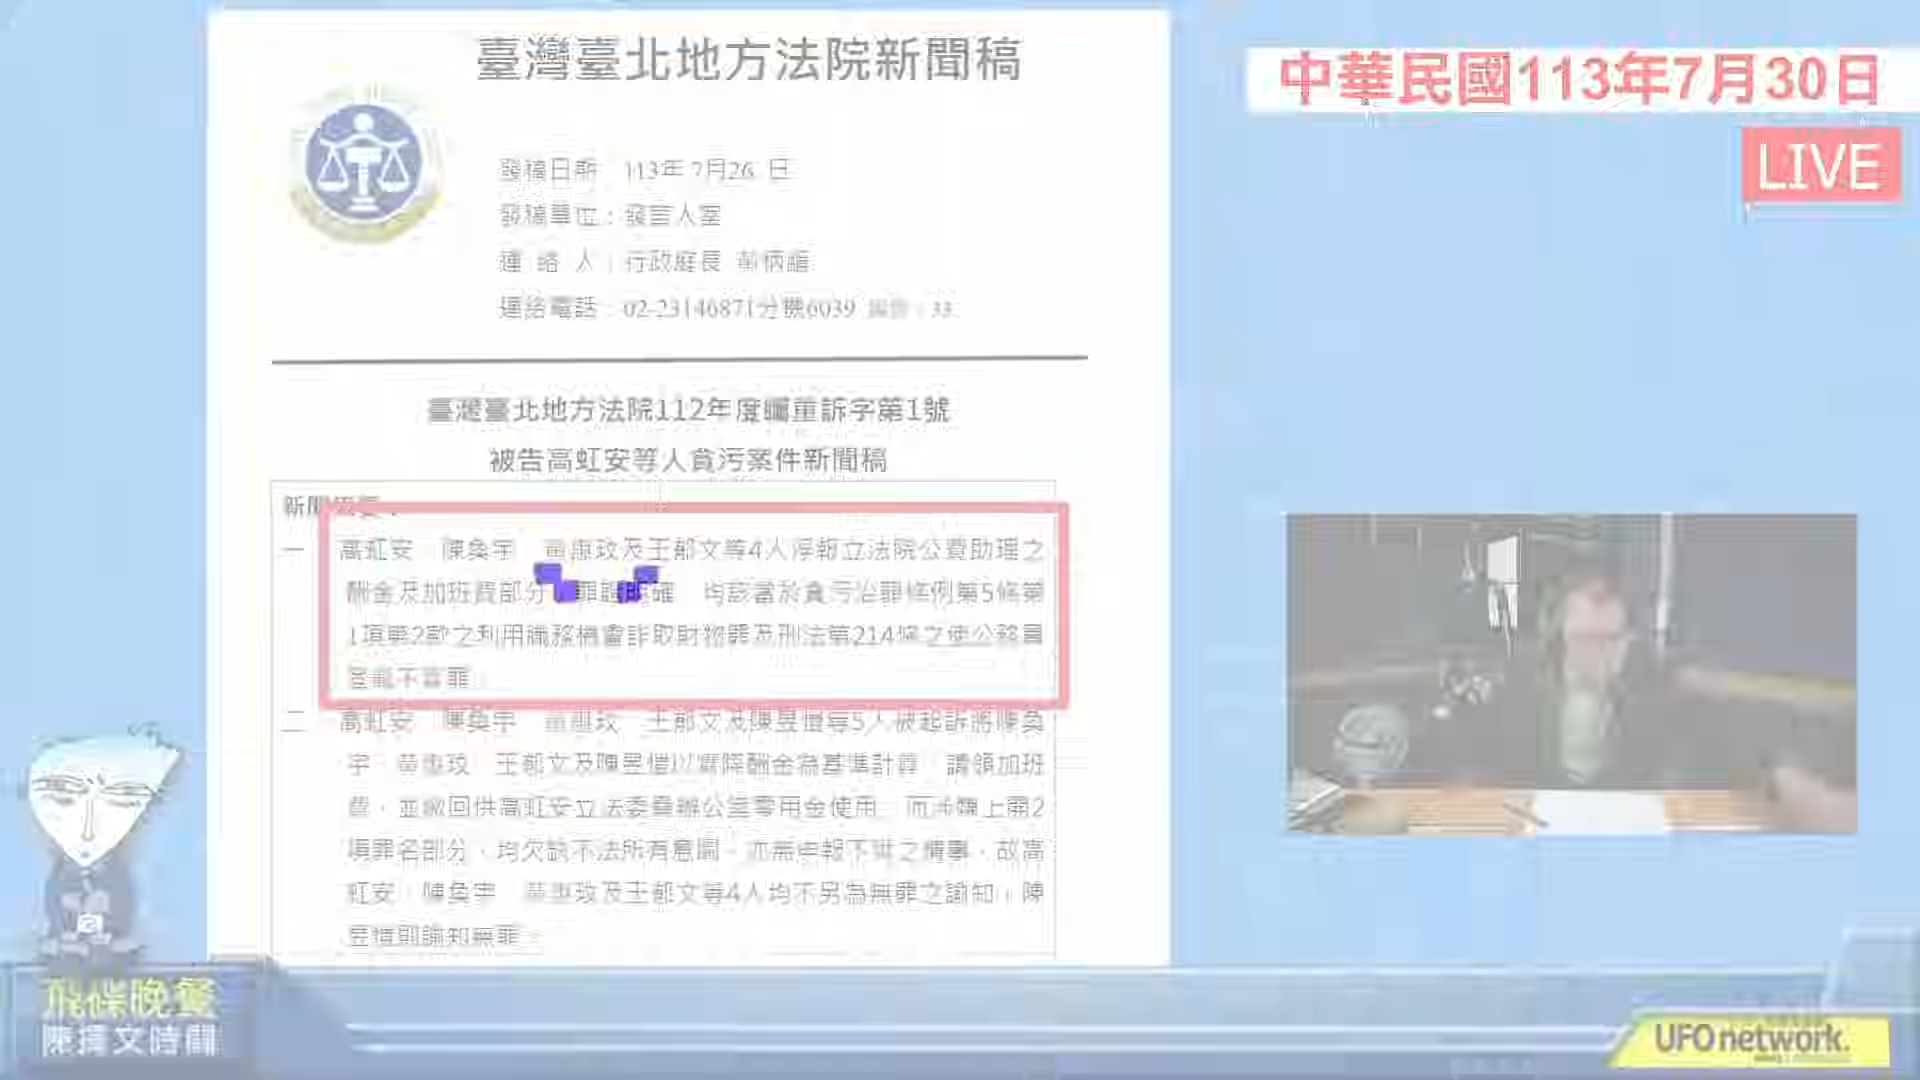 臺灣臺北地方法院新聞稿
中華民國113年7月30日
LIVE
發稿日期：113年7月26 日
發稿單位：發言人室
連 絡 人：行政庭長
連絡電話：02-23146871分機6039
臺灣臺北地方法院112年度矚重訴字第1號
被告高虹安等人貪污案件新聞稿
新聞
一 高虹安 陳奐宇 黃惠玟及王郁文等4人浮報立法院公費助理之
酬金及加班費部分 罪證明確 均該當於貪污治罪條例第5條第
1項第2款之利用職務機會詐取財物罪及刑法第214條之使公務員
登載不實罪
二 高虹安 陳奐宇 黃惠玟 王郁文及陳昱愷等5人被起訴將陳奐
宇 黃惠玟 王郁文及陳昱愷以實際酬金為基準計算 請領加班
費，並繳回供高虹安立法委員辦公室零用金使用 而涉嫌上開2
項罪名部分，均欠缺不法所有意圖，亦無申報不實之情事，故高
虹安、陳奐宇 黃惠玟及王郁文等4人均不另為無罪之諭知；陳
昱愷則諭知無罪。
飛碟晚餐
陳揮文時間
UFO network.